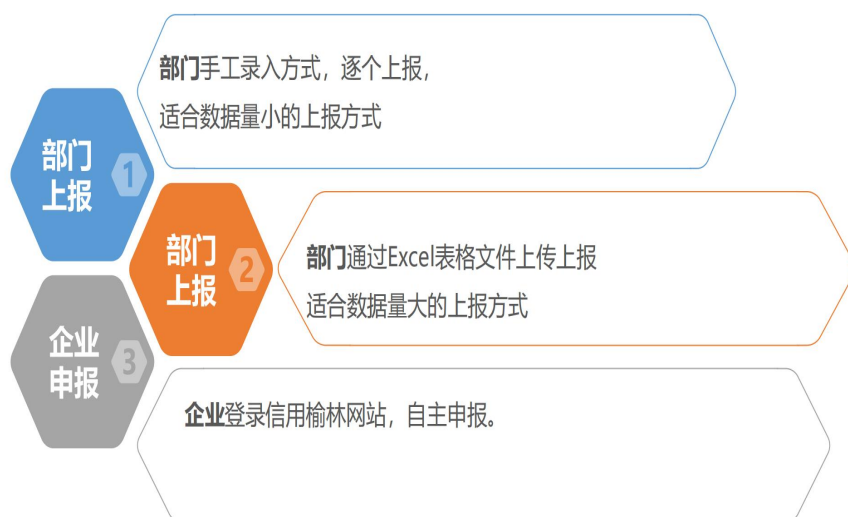 部门手工录入方式，逐个上报，
适合数据量小的上报方式
部门
上报
1
部门
上报
2
部门通过Excel表格文件上传上报
适合数据量大的上报方式
企业
申报
3
企业登录信用榆林网站，自主申报。